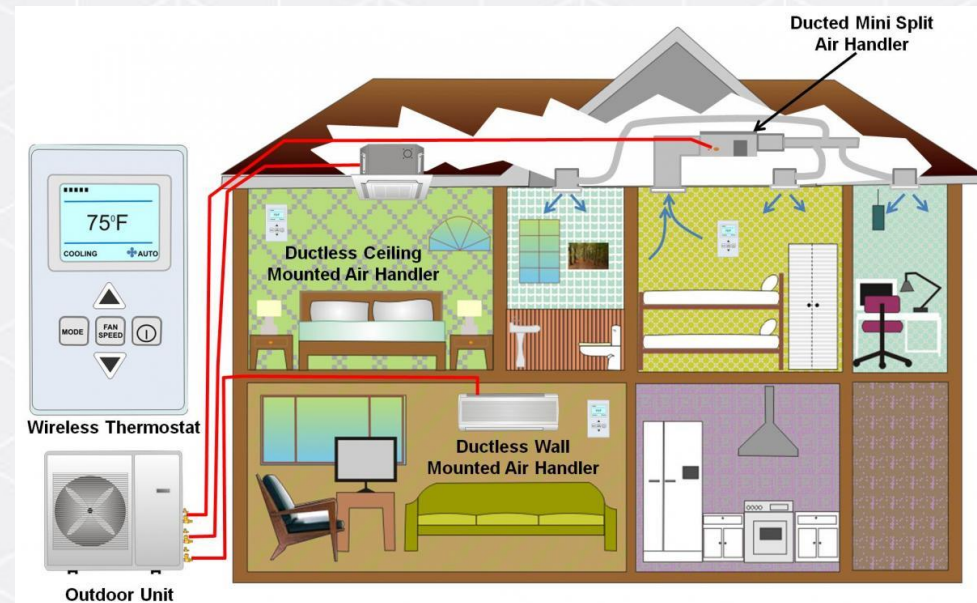 Ducted Mini Split
Air Handler
75°F
COOLING
AUTO
MODE
FAN
SPEED
Wireless Thermostat
Ductless Ceiling
Mounted Air Handler
Ductless Wall
Mounted Air Handler
Outdoor Unit